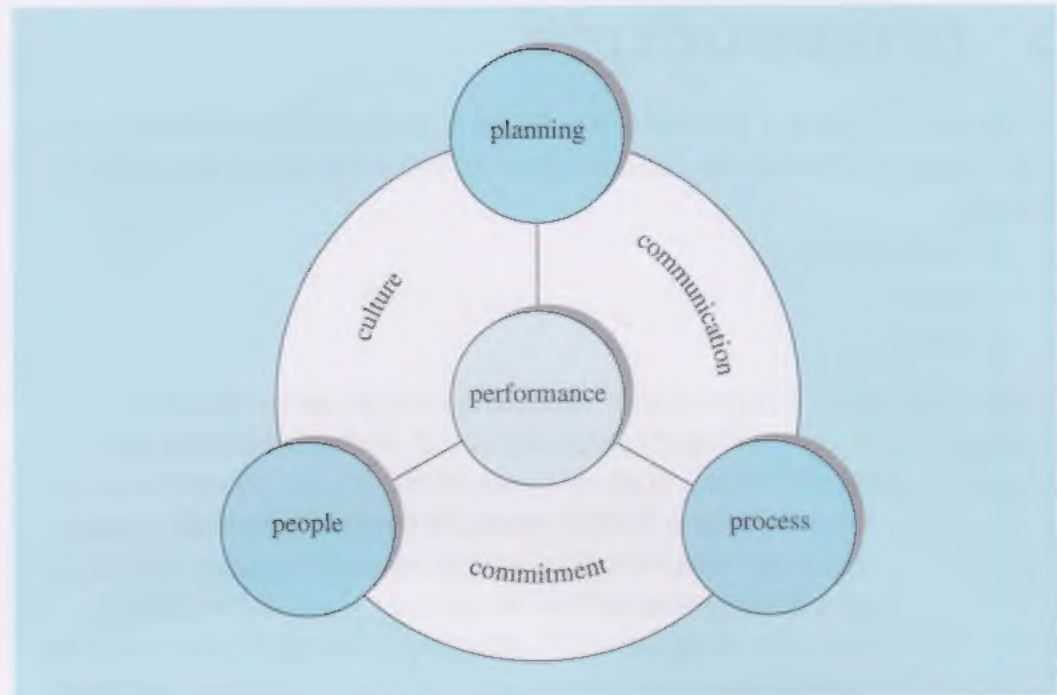 planning
culture
communication
performance
people
process
commitment